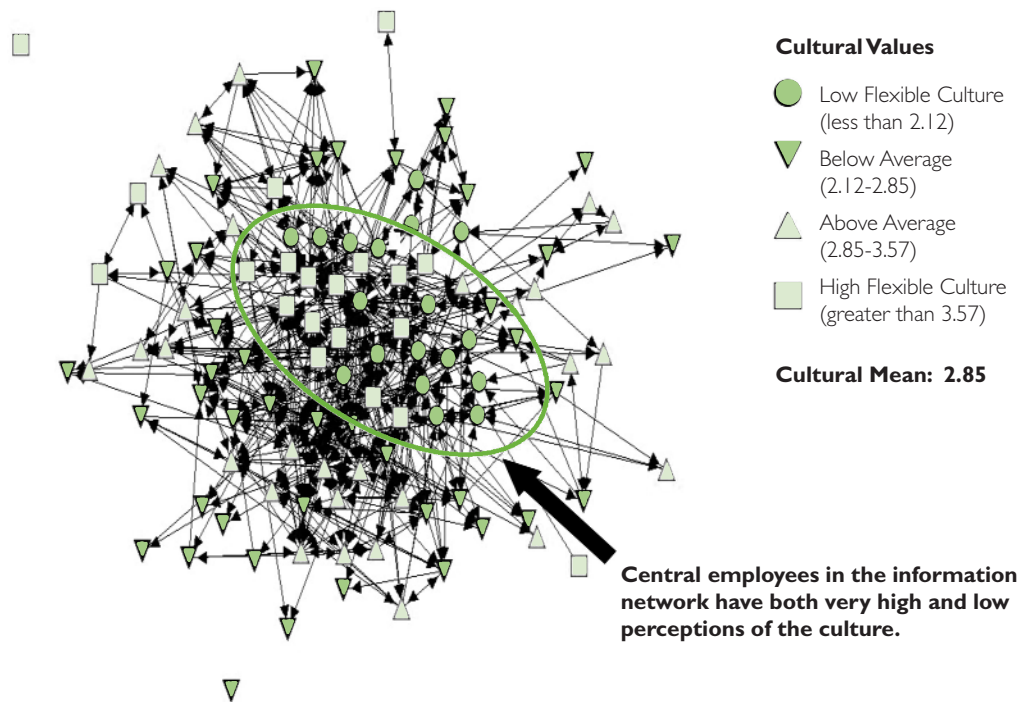 Cultural Values
Low Flexible Culture
(less than 2.12)
Below Average
(2.12-2.85)
Above Average
(2.85-3.57)
High Flexible Culture
(greater than 3.57)
Cultural Mean: 2.85
Central employees in the information
network have both very high and low
perceptions of the culture.